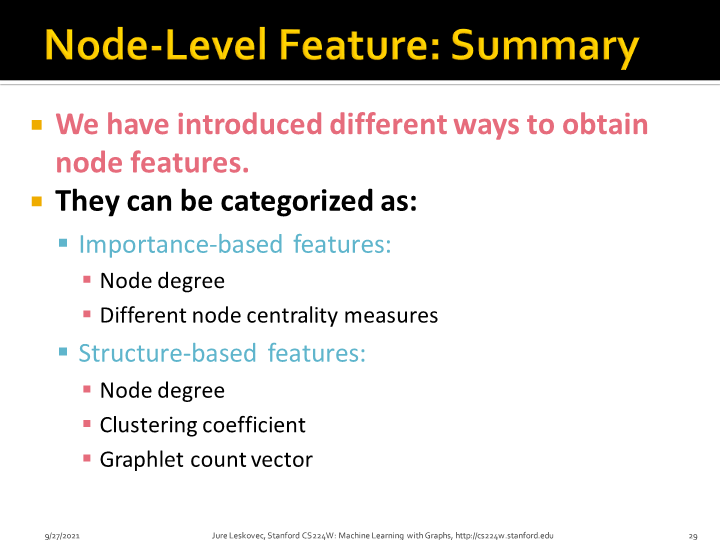 Node-Level Feature: Summary
We have introduced different ways to obtain
node features.
They can be categorized as:
Importance-based features:
Node degree
Different node centrality measures
Structure-based features:
Node degree
Clustering coefficient
Graphlet count vector
9/27/2021
Jure Leskovec, Stanford CS224W: Machine Learning with Graphs, http://cs224w.stanford.edu
29